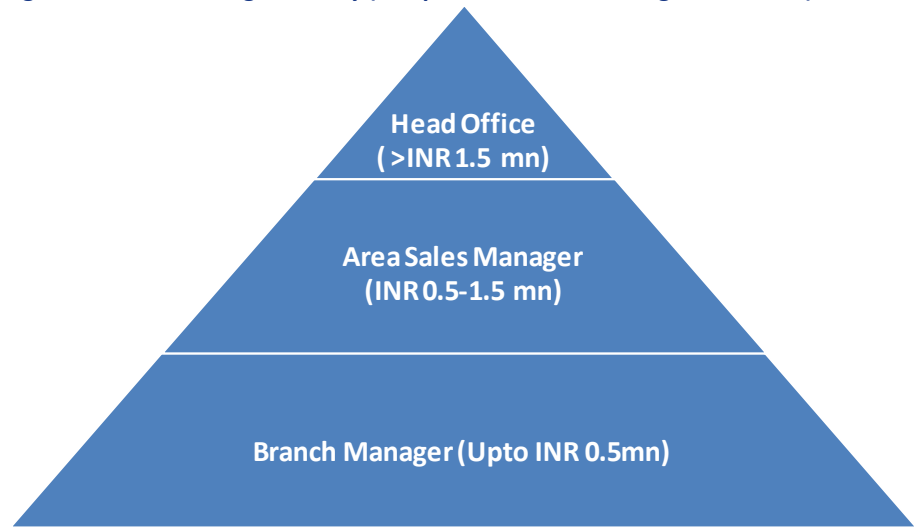 Head Office
( >INR 1.5 mn)
Area Sales Manager
(INR 0.5-1.5 mn)
Branch Manager (Upto INR 0.5mn)